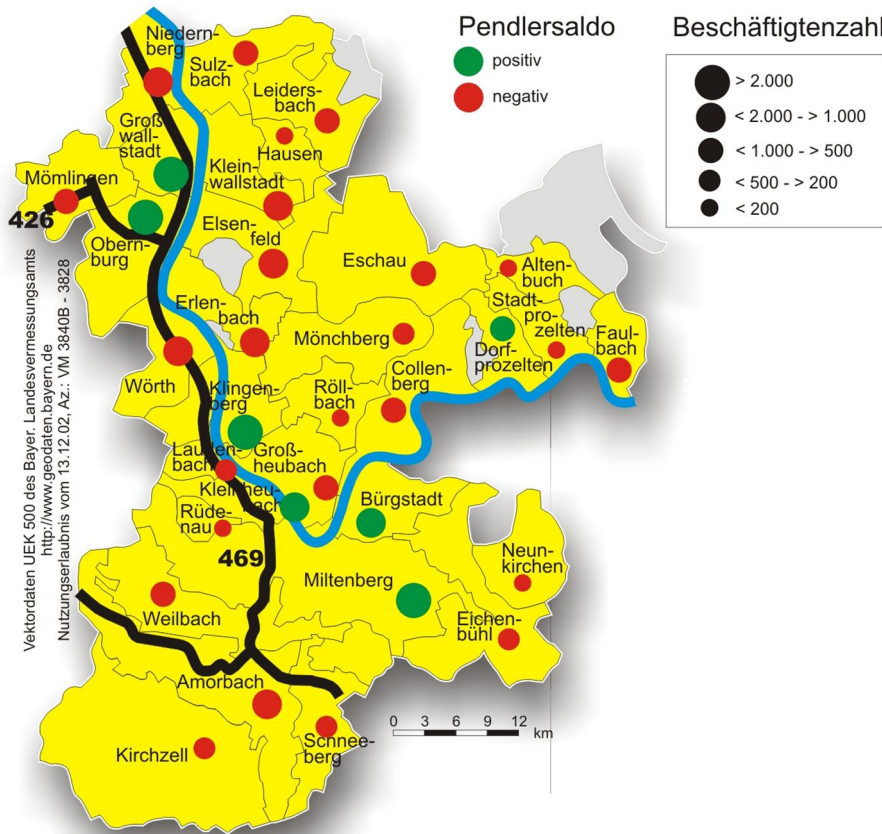 Pendlersaldo
positiv
negativ
Beschäftigtenzahl
> 2.000
< 2.000 - > 1.000
< 1.000 - > 500
< 500 - > 200
< 200
Niedern-
berg
Sulz-
bach
Leiders-
bach
Groß
wall-
stadt
Hausen
Klein-
wallstadt
Mömlingen
426
Obern-
burg
Elsen-
feld
Eschau
Alten-
buch
Stadt-
pro-
zelten
Faul-
bach
Dorf-
prozelten
Erlen-
bach
Mönchberg
Collen-
berg
Wörth
Klingen-
berg
Röll-
bach
Lauden-
bach
Groß-
heubach
Kleinheu-
bach
Bürgstadt
Rüde-
nau
469
Neun-
kirchen
Miltenberg
Weilbach
Eichen-
bühl
Amorbach
Schnee-
berg
Kirchzell
0 3 6 9 12
km
Vektordaten UEK 500 des Bayer. Landesvermessungsamts
http://www.geodaten.bayern.de
Nutzungserlaubnis vom 13.12.02, Az.: VM 3840B - 3828